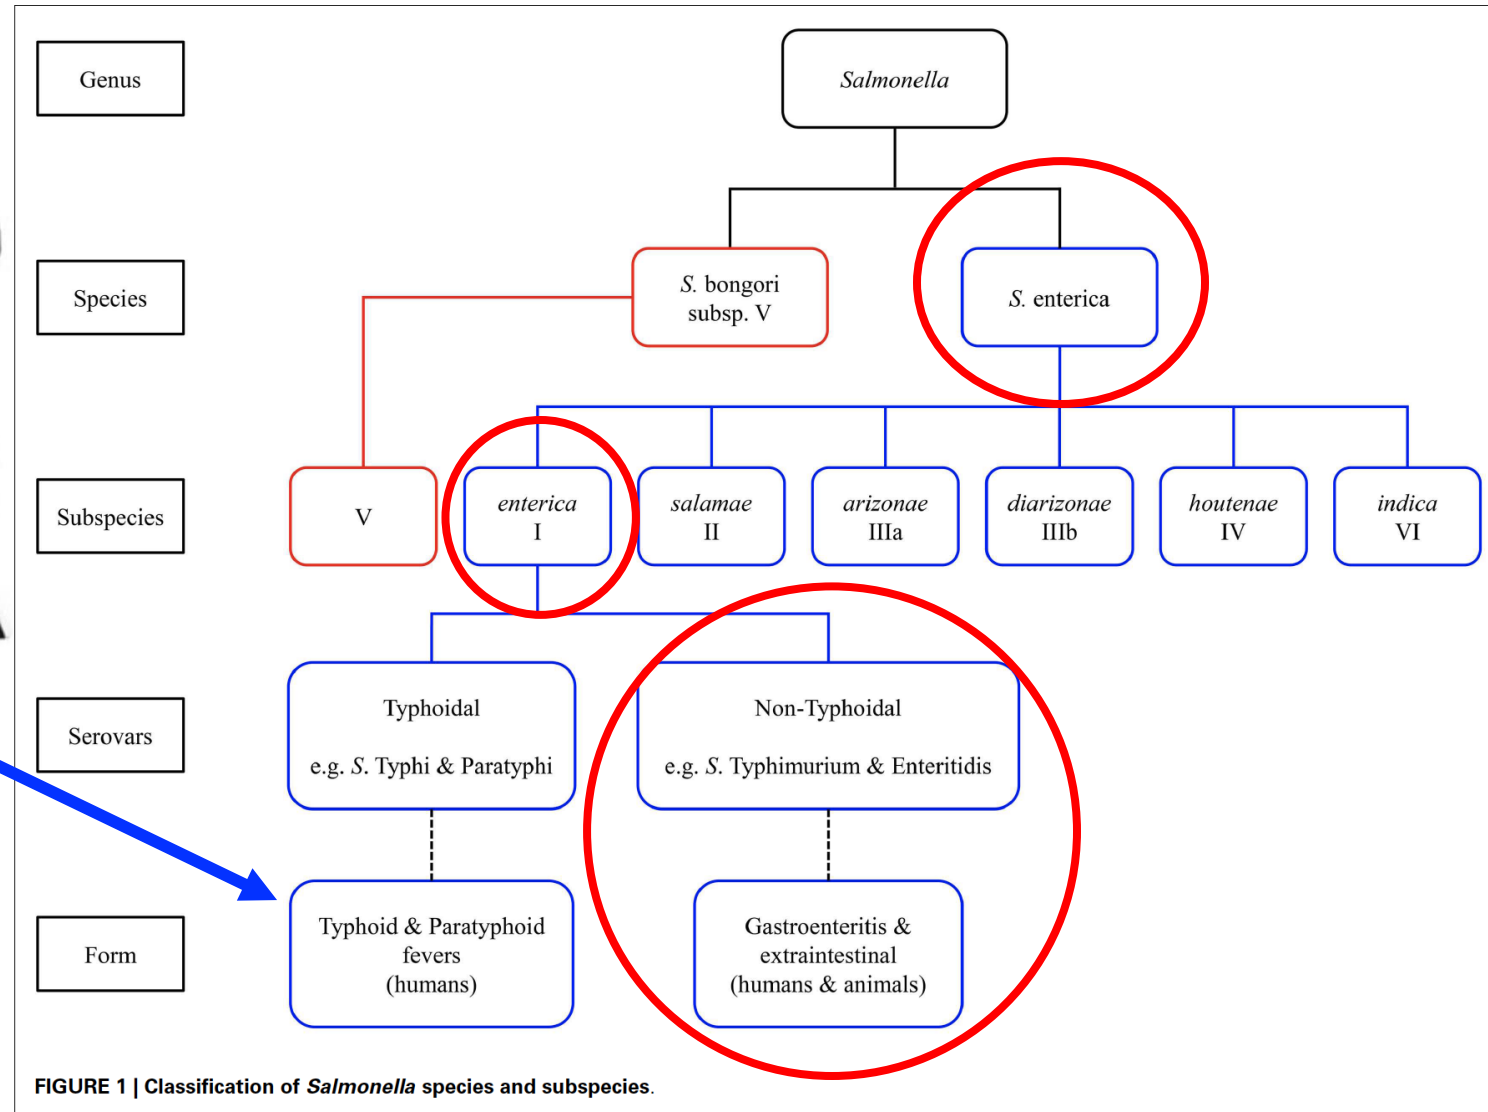 Genus
Salmonella
Species
S. bongori
subsp. V
S. enterica
Subspecies
V
enterica
I
salamae
II
arizonae
IIIa
diarizonae
IIIb
houtenae
IV
indica
VI
Serovars
Typhoidal
e.g. S. Typhi & Paratyphi
Non-Typhoidal
e.g. S. Typhimurium & Enteritidis
Form
Typhoid & Paratyphoid
fevers
(humans)
Gastroenteritis &
extraintestinal
(humans & animals)
FIGURE 1 | Classification of Salmonella species and subspecies.